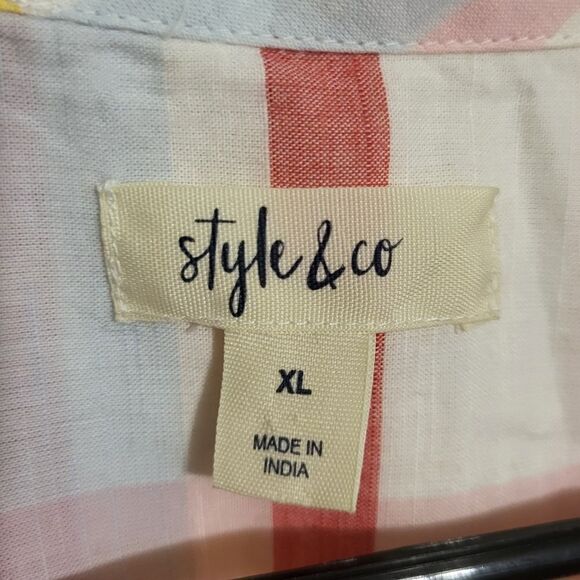 style & co
XL
MADE IN
INDIA